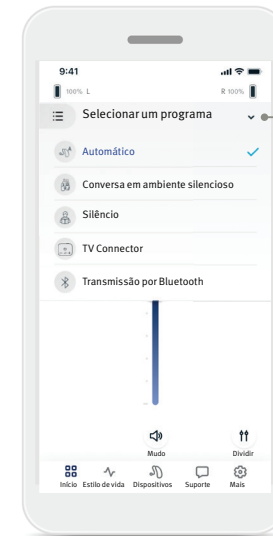 9:41
100% L
R 100%
Selecionar um programa
Automático
Conversa em ambiente silencioso
Silêncio
TV Connector
Transmissão por Bluetooth
Mudo
Dividir
Início Estilo de vida Dispositivos Suporte Mais